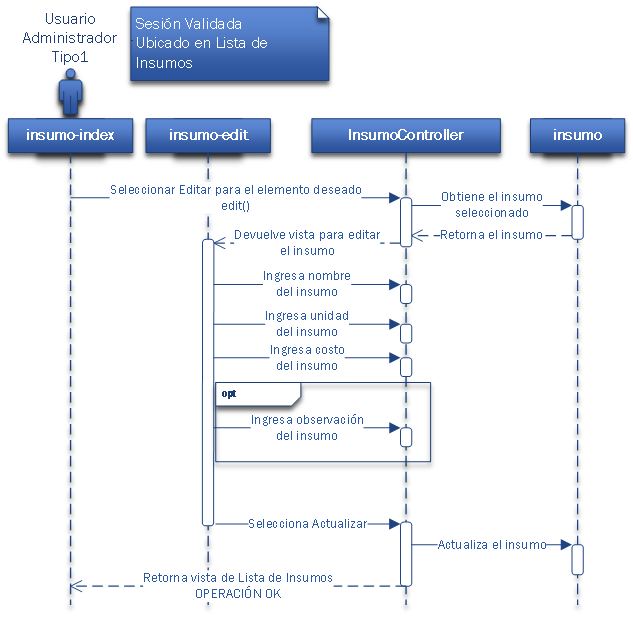 Usuario
Administrador
Tipo1
Sesión Validada
Ubicado en Lista de
Insumos
insumo-index
insumo-edit
InsumoController
insumo
Seleccionar Editar para el elemento deseado
edit()
Obtiene el insumo
seleccionado
Devuelve vista para editar
el insumo
Retorna el insumo
Ingresa nombre
del insumo
Ingresa unidad
del insumo
Ingresa costo
del insumo
opt
Ingresa observación
del insumo
Selecciona Actualizar
Actualiza el insumo
Retorna vista de Lista de Insumos
OPERACIÓN OK